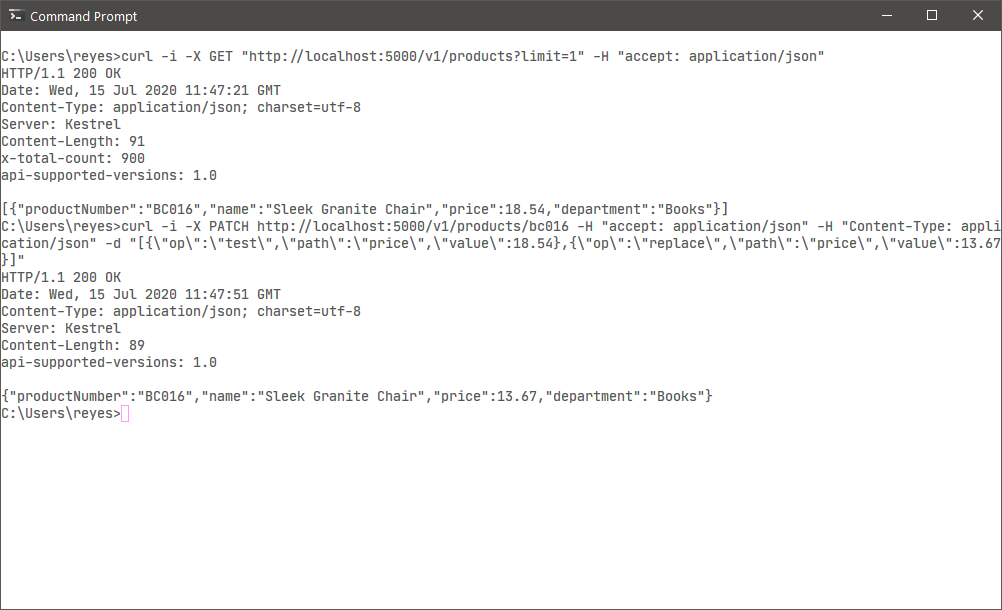 Command Prompt
C:\Users\reyes>curl -i -X GET "http://localhost:5000/v1/products?limit=1" -H "accept: application/json"
HTTP/1.1 200 OK
Date: Wed, 15 Jul 2020 11:47:21 GMT
Content-Type: application/json; charset=utf-8
Server: Kestrel
Content-Length: 91
x-total-count: 900
api-supported-versions: 1.0
[{"productNumber":"BC016","name":"Sleek Granite Chair","price":18.54,"department":"Books"}]
C:\Users\reyes>curl -i -X PATCH http://localhost:5000/v1/products/bc016 -H "accept: application/json" -H "Content-Type: appli
cation/json" -d "[{\"op\":\"test\",\"path\":\"price\",\"value\":18.54},{\"op\":\"replace\",\"path\":\"price\",\"value\":13.67
}]"
HTTP/1.1 200 OK
Date: Wed, 15 Jul 2020 11:47:51 GMT
Content-Type: application/json; charset=utf-8
Server: Kestrel
Content-Length: 89
api-supported-versions: 1.0
{"productNumber":"BC016","name":"Sleek Granite Chair","price":13.67,"department":"Books"}
C:\Users\reyes>